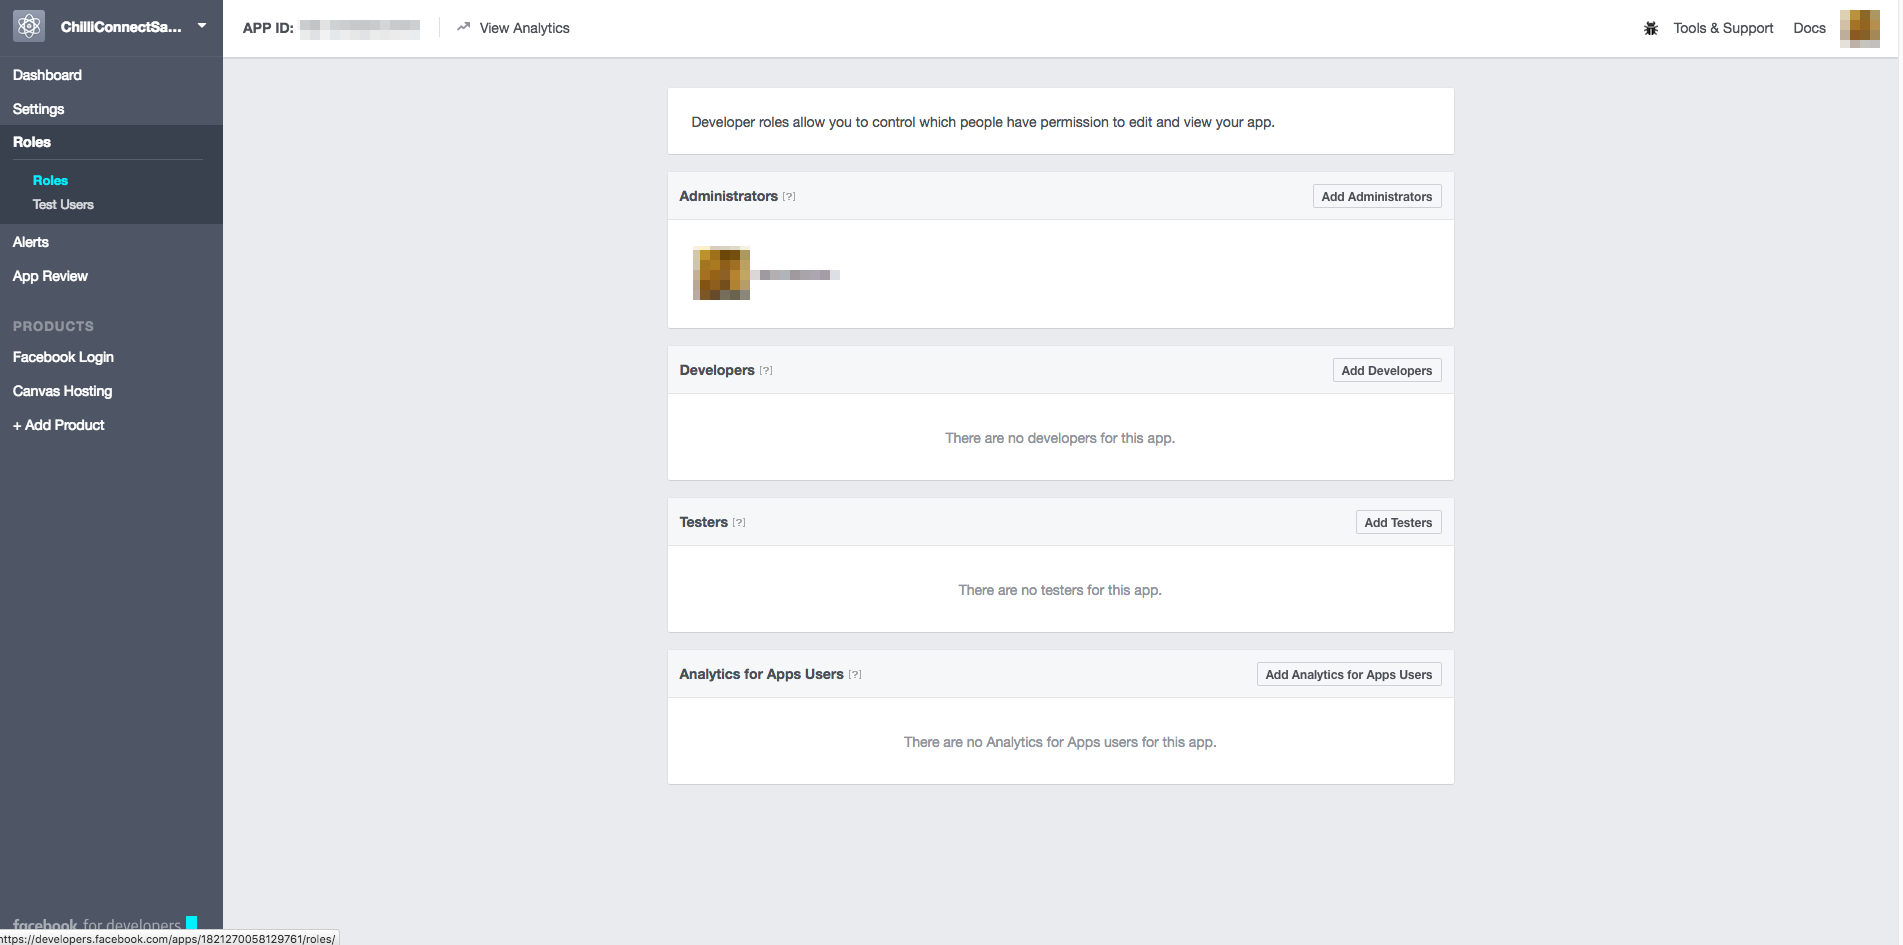 ChilliConnectSa...
APP ID:
View Analytics
Tools & Support
Docs
Dashboard
Settings
Roles
Roles
Test Users
Alerts
App Review
PRODUCTS
Facebook Login
Canvas Hosting
+ Add Product
Developer roles allow you to control which people have permission to edit and view your app.
Administrators [?]
Add Administrators
Developers [?]
Add Developers
There are no developers for this app.
Testers [?]
Add Testers
There are no testers for this app.
Analytics for Apps Users [?]
Add Analytics for Apps Users
There are no Analytics for Apps users for this app.
facebook for developers
https://developers.facebook.com/apps/1821270058129761/roles/